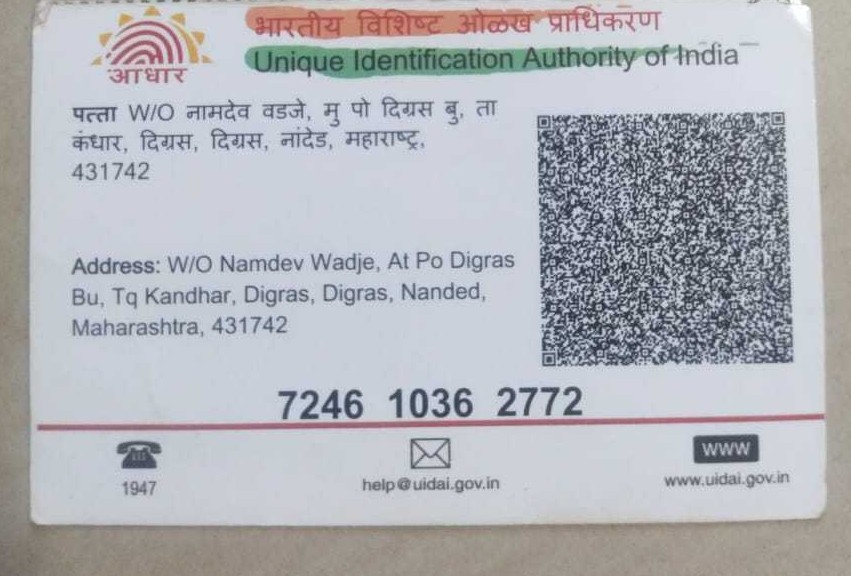 भारतीय विशिष्ट ओळख प्राधिकरण
Unique Identification Authority of India
आधार
पत्ता W/O नामदेव वडजे, मु पो दिग्रस बु, ता
कंधार, दिग्रस, दिग्रस, नांदेड, महाराष्ट्र,
431742
Address: W/O Namdev Wadje, At Po Digras
Bu, Tq Kandhar, Digras, Digras, Nanded,
Maharashtra, 431742
7246 1036 2772
1947
help@uidai.gov.in
www
www.uidai.gov.in